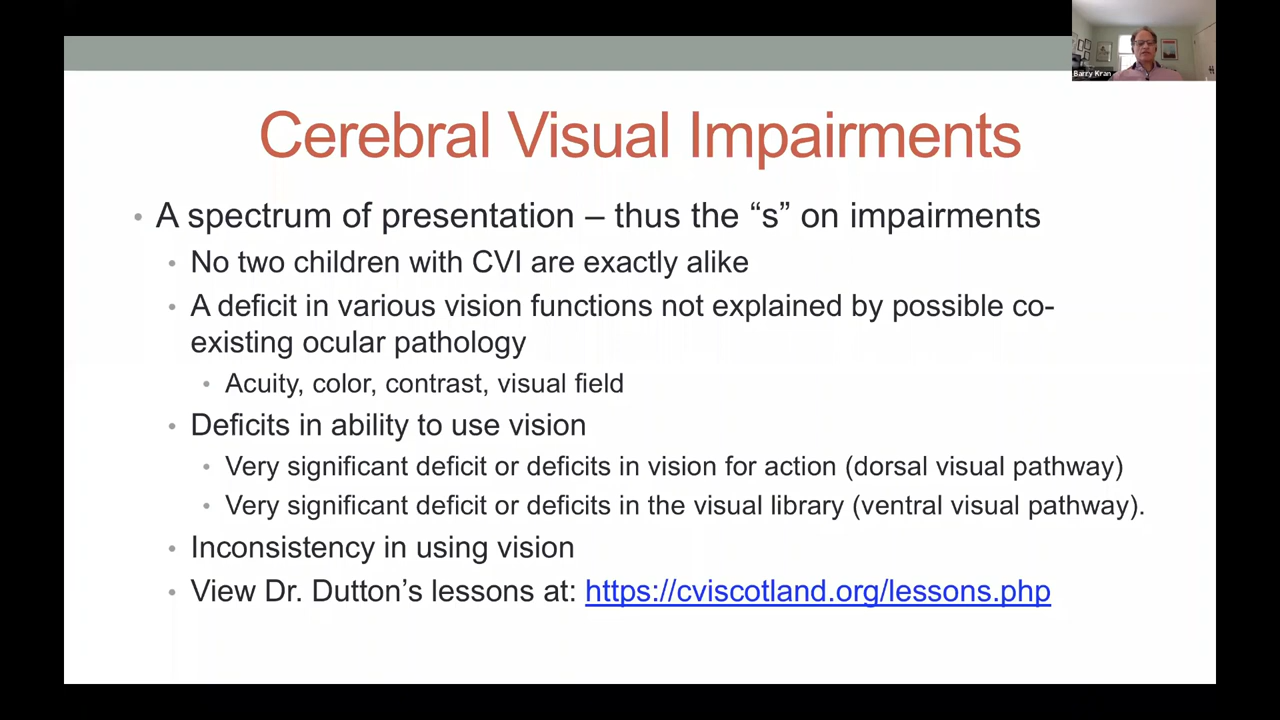 Barry Kran
Cerebral Visual Impairments
• A spectrum of presentation – thus the “s” on impairments
• No two children with CVI are exactly alike
• A deficit in various vision functions not explained by possible co-
existing ocular pathology
• Acuity, color, contrast, visual field
• Deficits in ability to use vision
• Very significant deficit or deficits in vision for action (dorsal visual pathway)
• Very significant deficit or deficits in the visual library (ventral visual pathway).
• Inconsistency in using vision
• View Dr. Dutton’s lessons at: https://cviscotland.org/lessons.php